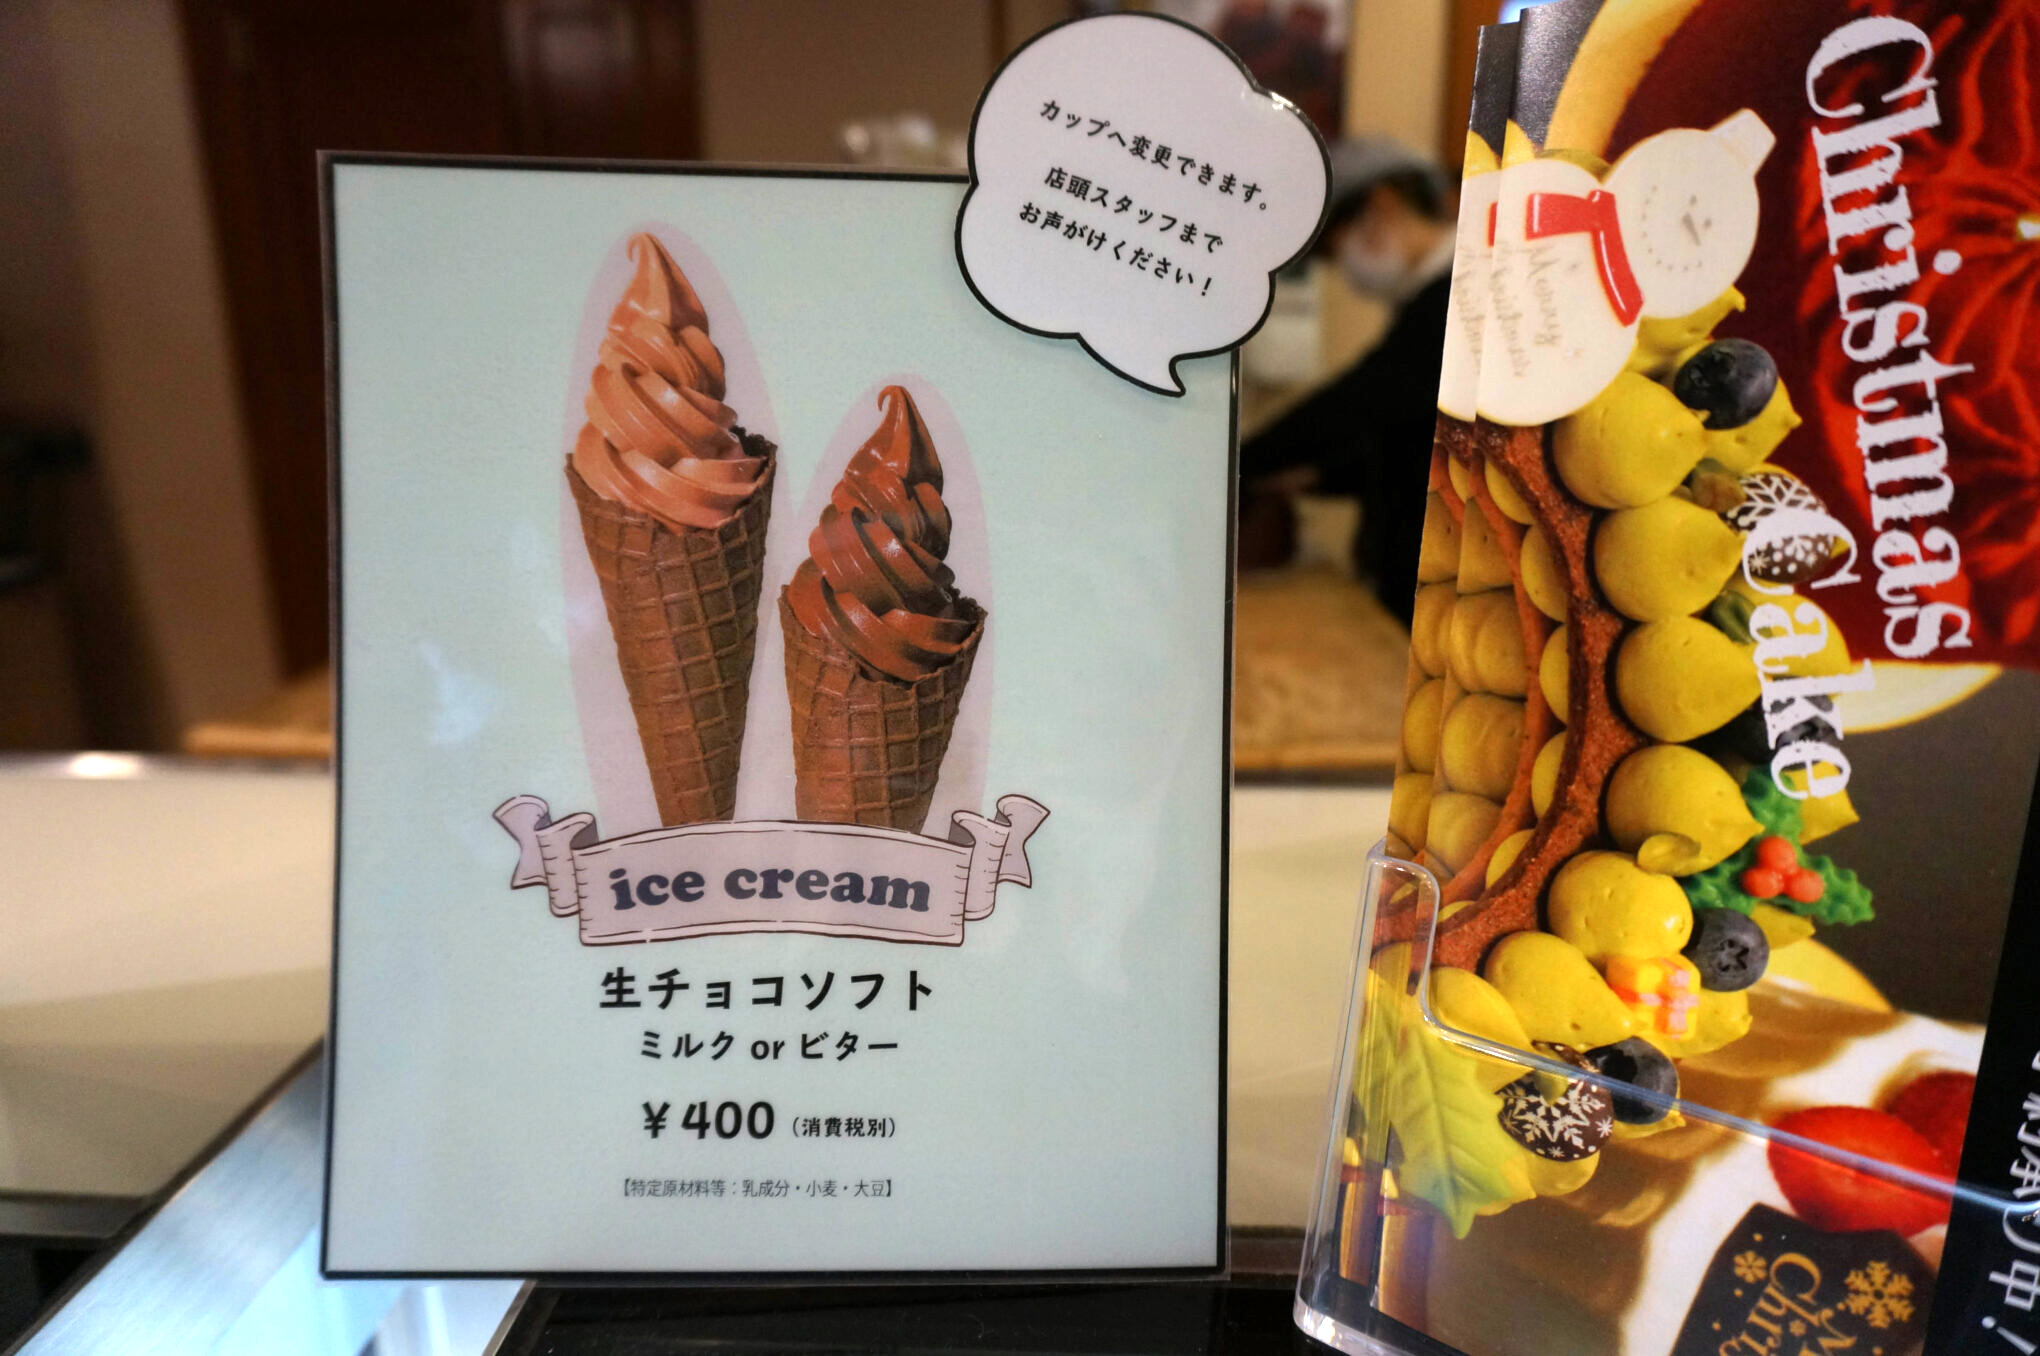 カップへ変更できます。
店頭スタッフまで
お声がけください！
ice cream
生チョコソフト
ミルク or ビター
￥400（消費税別）
【特定原材料等：乳成分・小麦・大豆】
Christmas
Cake
Merry
Christmas